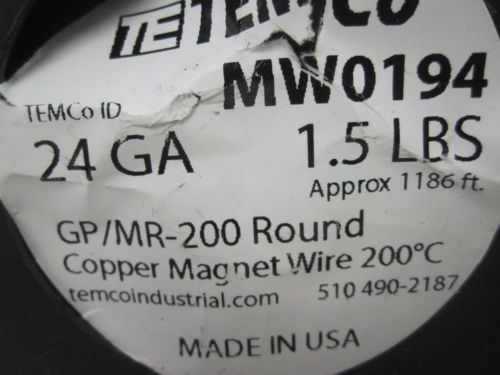 TE TEMCo
MW0194
TEMCo ID
24 GA 1.5 LBS
Approx 1186 ft.
GP/MR-200 Round
Copper Magnet Wire 200°C
temcoindustrial.com 510 490-2187
MADE IN USA